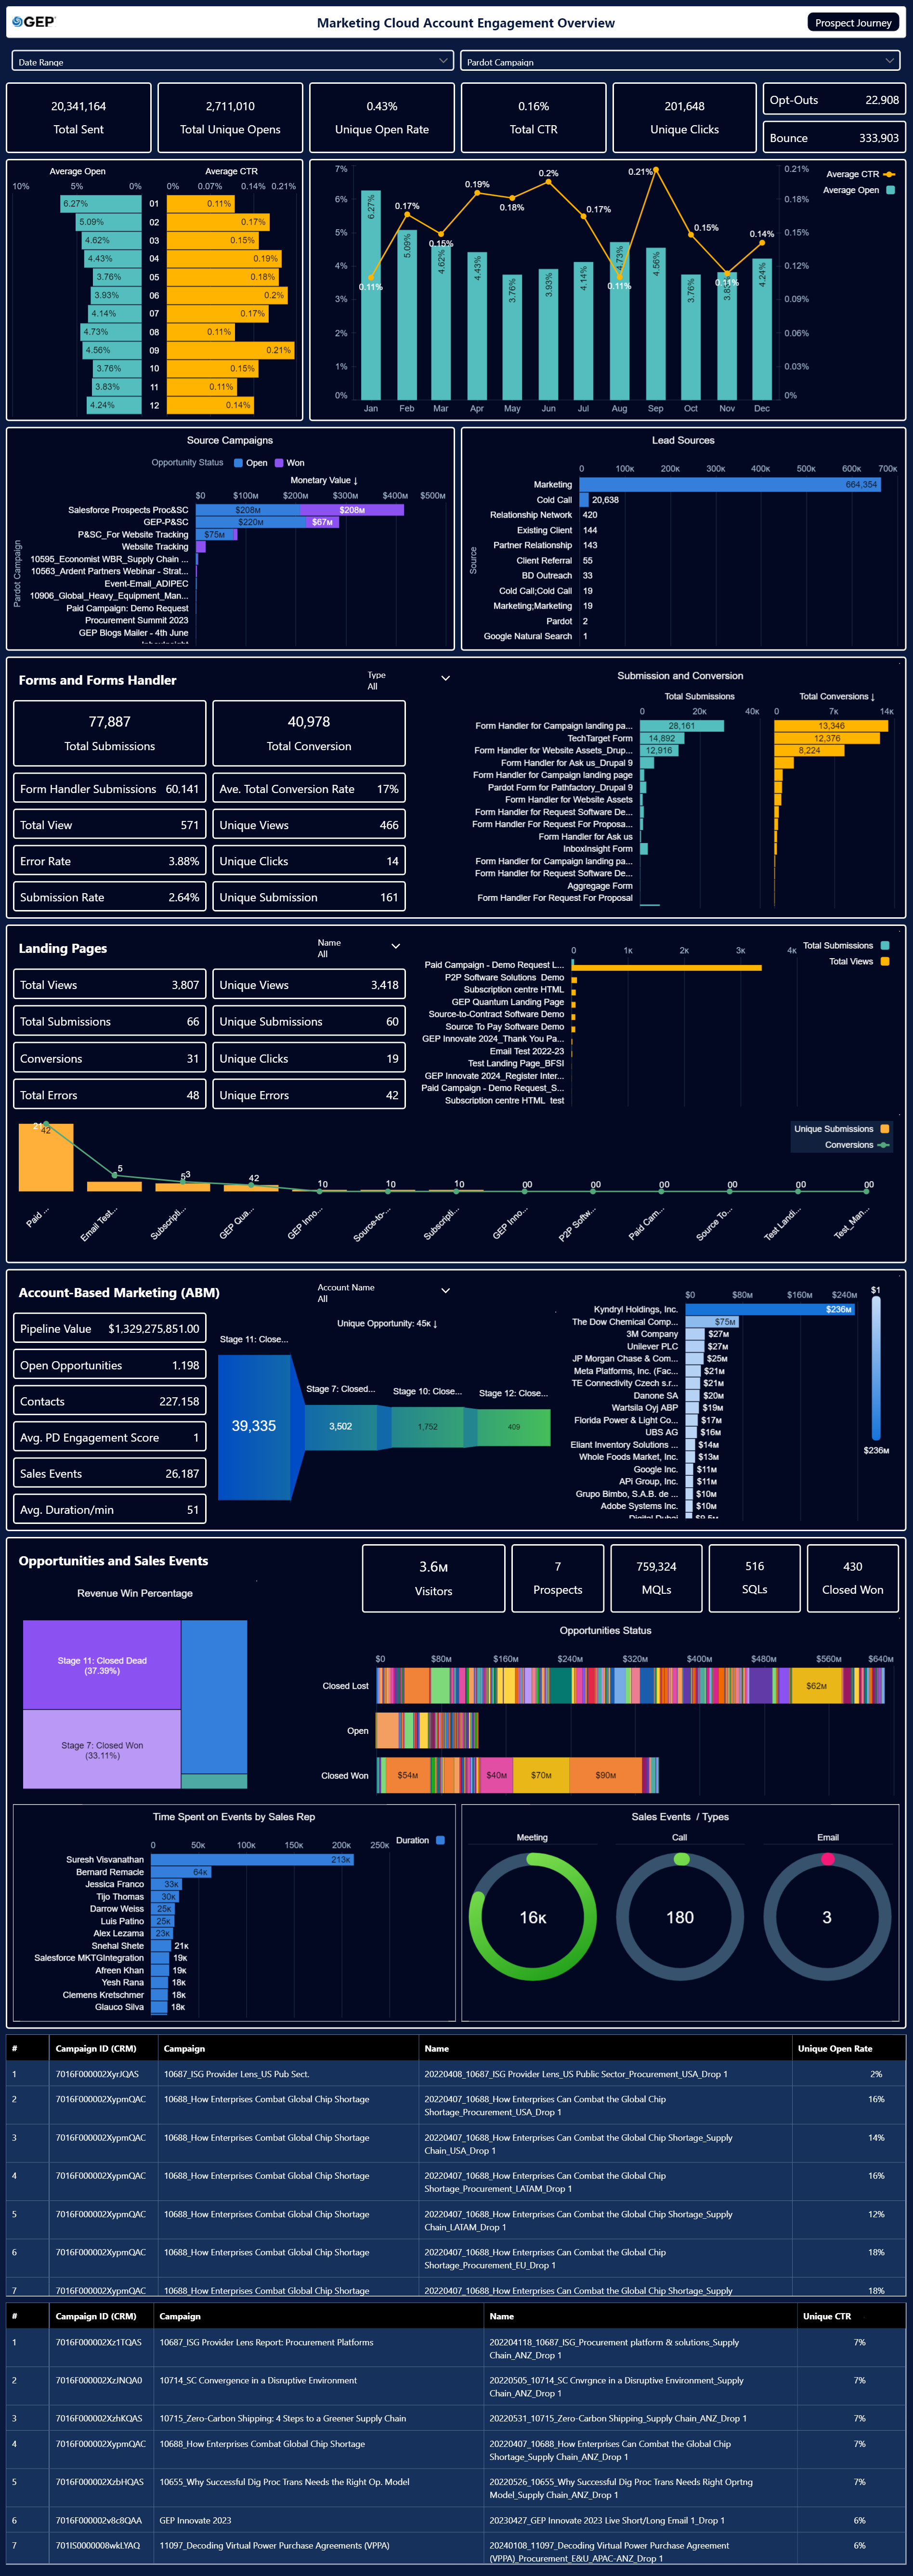 GEP
Marketing Cloud Account Engagement Overview
Prospect Journey
Date Range
Pardot Campaign
20,341,164
Total Sent
2,711,010
Total Unique Opens
0.43%
Unique Open Rate
0.16%
Total CTR
201,648
Unique Clicks
Opt-Outs 22,908
Bounce 333,903
Average Open Average CTR
10% 5% 0% 0% 0.07% 0.14% 0.21%
6.27% 01 0.11%
5.09% 02 0.17%
4.62% 03 0.15%
4.43% 04 0.19%
3.76% 05 0.18%
3.93% 06 0.2%
4.14% 07 0.17%
4.73% 08 0.11%
4.56% 09 0.21%
3.76% 10 0.15%
3.83% 11 0.11%
4.24% 12 0.14%
Average CTR
Average Open
7% 6% 5% 4% 3% 2% 1% 0%
0.21% 0.18% 0.15% 0.12% 0.09% 0.06% 0.03% 0%
0.11% 0.17% 0.15% 0.19% 0.18% 0.2% 0.17% 0.11% 0.21% 0.15% 0.11% 0.14%
6.27% 5.09% 4.62% 4.43% 3.76% 3.93% 4.14% 4.73% 4.56% 3.76% 3.83% 4.24%
Jan Feb Mar Apr May Jun Jul Aug Sep Oct Nov Dec
Source Campaigns
Opportunity Status Open Won
Monetary Value ↓
$0 $100M $200M $300M $400M $500M
Pardot Campaign
Salesforce Prospects Proc&SC $208M $208M
GEP-P&SC $220M $67M
P&SC_For Website Tracking $75M
Website Tracking
10595_Economist WBR_Supply Chain ...
10563_Ardent Partners Webinar - Strat...
Event-Email_ADIPEC
10906_Global_Heavy_Equipment_Man...
Paid Campaign: Demo Request
Procurement Summit 2023
GEP Blogs Mailer - 4th June
Lead Sources
0 100K 200K 300K 400K 500K 600K 700K
Source
Marketing 664,354
Cold Call 20,638
Relationship Network 420
Existing Client 144
Partner Relationship 143
Client Referral 55
BD Outreach 33
Cold Call;Cold Call 19
Marketing;Marketing 19
Pardot 2
Google Natural Search 1
Forms and Forms Handler
Type
All
77,887
Total Submissions
40,978
Total Conversion
Form Handler Submissions 60,141
Ave. Total Conversion Rate 17%
Total View 571
Unique Views 466
Error Rate 3.88%
Unique Clicks 14
Submission Rate 2.64%
Unique Submission 161
Submission and Conversion
Total Submissions Total Conversions ↓
0 20K 40K 0 7K 14K
Form Handler for Campaign landing pa... 28,161 13,346
TechTarget Form 14,892 12,376
Form Handler for Website Assets_Drup... 12,916 8,224
Form Handler for Ask us_Drupal 9
Form Handler for Campaign landing page
Pardot Form for Pathfactory_Drupal 9
Form Handler for Website Assets
Form Handler for Request Software De...
Form Handler For Request For Proposa...
Form Handler for Ask us
InboxInsight Form
Form Handler for Campaign landing pa...
Form Handler for Request Software De...
Aggregage Form
Form Handler For Request For Proposal
Landing Pages
Name
All
Total Views 3,807
Unique Views 3,418
Total Submissions 66
Unique Submissions 60
Conversions 31
Unique Clicks 19
Total Errors 48
Unique Errors 42
0 1K 2K 3K 4K
Total Submissions
Total Views
Paid Campaign - Demo Request L...
P2P Software Solutions Demo
Subscription centre HTML
GEP Quantum Landing Page
Source-to-Contract Software Demo
Source To Pay Software Demo
GEP Innovate 2024_Thank You Pa...
Email Test 2022-23
Test Landing Page_BFSI
GEP Innovate 2024_Register Inter...
Paid Campaign - Demo Request_S...
Subscription centre HTML test
Unique Submissions
Conversions
21 42 5 5 3 42 10 10 10 00 00 00 00 00 00
Paid ...
Email Test...
Subscripti...
GEP Qua...
GEP Inno...
Source-to-...
Subscripti...
GEP Inno...
P2P Softw...
Paid Cam...
Source To...
Test Landi...
Test_Man...
Account-Based Marketing (ABM)
Account Name
All
Pipeline Value $1,329,275,851.00
Open Opportunities 1,198
Contacts 227,158
Avg. PD Engagement Score 1
Sales Events 26,187
Avg. Duration/min 51
Unique Opportunity: 45K ↓
Stage 11: Close...
Stage 7: Closed...
Stage 10: Close...
Stage 12: Close...
39,335
3,502
1,752
409
$0 $80M $160M $240M
Kyndryl Holdings, Inc. $236M
The Dow Chemical Comp... $75M
3M Company $27M
Unilever PLC $27M
JP Morgan Chase & Com... $25M
Meta Platforms, Inc. (Fac... $21M
TE Connectivity Czech s.r... $21M
Danone SA $20M
Wartsila Oyj ABP $19M
Florida Power & Light Co... $17M
UBS AG $16M
Eliant Inventory Solutions ... $14M
Whole Foods Market, Inc. $13M
Google Inc. $11M
APi Group, Inc. $11M
Grupo Bimbo, S.A.B. de ... $10M
Adobe Systems Inc. $10M
$1
$236M
Opportunities and Sales Events
3.6M
Visitors
7
Prospects
759,324
MQLs
516
SQLs
430
Closed Won
Revenue Win Percentage
Stage 11: Closed Dead
(37.39%)
Stage 7: Closed Won
(33.11%)
Opportunities Status
$0 $80M $160M $240M $320M $400M $480M $560M $640M
Closed Lost $62M
Open
Closed Won $54M $40M $70M $90M
Time Spent on Events by Sales Rep
0 50K 100K 150K 200K 250K
Duration
Suresh Visvanathan 213K
Bernard Remacle 64K
Jessica Franco 33K
Tijo Thomas 30K
Darrow Weiss 25K
Luis Patino 25K
Alex Lezama 23K
Snehal Shete 21K
Salesforce MKTGIntegration 19K
Afreen Khan 19K
Yesh Rana 18K
Clemens Kretschmer 18K
Glauco Silva 18K
Sales Events / Types
Meeting Call Email
16K 180 3
# Campaign ID (CRM) Campaign Name Unique Open Rate
1 7016F000002XyrJQAS 10687_ISG Provider Lens_US Pub Sect. 20220408_10687_ISG Provider Lens_US Public Sector_Procurement_USA_Drop 1 2%
2 7016F000002XypmQAC 10688_How Enterprises Combat Global Chip Shortage 20220407_10688_How Enterprises Can Combat the Global Chip 16%
Shortage_Procurement_USA_Drop 1
3 7016F000002XypmQAC 10688_How Enterprises Combat Global Chip Shortage 20220407_10688_How Enterprises Can Combat the Global Chip Shortage_Supply 14%
Chain_USA_Drop 1
4 7016F000002XypmQAC 10688_How Enterprises Combat Global Chip Shortage 20220407_10688_How Enterprises Can Combat the Global Chip 16%
Shortage_Procurement_LATAM_Drop 1
5 7016F000002XypmQAC 10688_How Enterprises Combat Global Chip Shortage 20220407_10688_How Enterprises Can Combat the Global Chip Shortage_Supply 12%
Chain_LATAM_Drop 1
6 7016F000002XypmQAC 10688_How Enterprises Combat Global Chip Shortage 20220407_10688_How Enterprises Can Combat the Global Chip 18%
Shortage_Procurement_EU_Drop 1
7 7016F000002XypmQAC 10688_How Enterprises Combat Global Chip Shortage 20220407_10688_How Enterprises Can Combat the Global Chip Shortage_Supply 18%
# Campaign ID (CRM) Campaign Name Unique CTR
1 7016F000002Xz1TQAS 10687_ISG Provider Lens Report: Procurement Platforms 202204118_10687_ISG_Procurement platform & solutions_Supply 7%
Chain_ANZ_Drop 1
2 7016F000002XzJNQA0 10714_SC Convergence in a Disruptive Environment 20220505_10714_SC Cnvrgnce in a Disruptive Environment_Supply 7%
Chain_ANZ_Drop 1
3 7016F000002XzhKQAS 10715_Zero-Carbon Shipping: 4 Steps to a Greener Supply Chain 20220531_10715_Zero-Carbon Shipping_Supply Chain_ANZ_Drop 1 7%
4 7016F000002XypmQAC 10688_How Enterprises Combat Global Chip Shortage 20220407_10688_How Enterprises Can Combat the Global Chip 7%
Shortage_Supply Chain_ANZ_Drop 1
5 7016F000002XzbHQAS 10655_Why Successful Dig Proc Trans Needs the Right Op. Model 20220526_10655_Why Successful Dig Proc Trans Needs Right Oprtng 7%
Model_Supply Chain_ANZ_Drop 1
6 7016F000002v8c8QAA GEP Innovate 2023 20230427_GEP Innovate 2023 Live Short/Long Email 1_Drop 1 6%
7 701IS0000008wkLYAQ 11097_Decoding Virtual Power Purchase Agreements (VPPA) 20240108_11097_Decoding Virtual Power Purchase Agreement 6%
(VPPA)_Procurement_E&U_APAC-ANZ_Drop 1